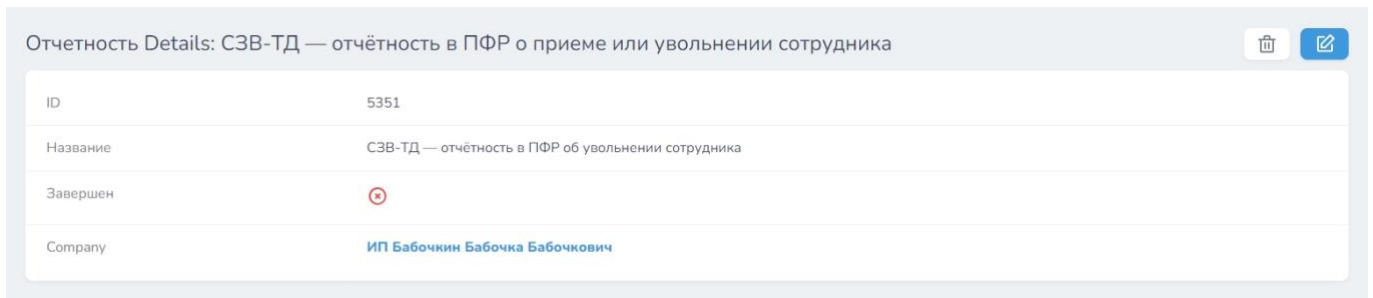 Отчетность Details: СЗВ-ТД — отчётность в ПФР о приеме или увольнении сотрудника
ID 5351
Название СЗВ-ТД — отчётность в ПФР об увольнении сотрудника
Завершен
Company ИП Бабочкин Бабочка Бабочкович